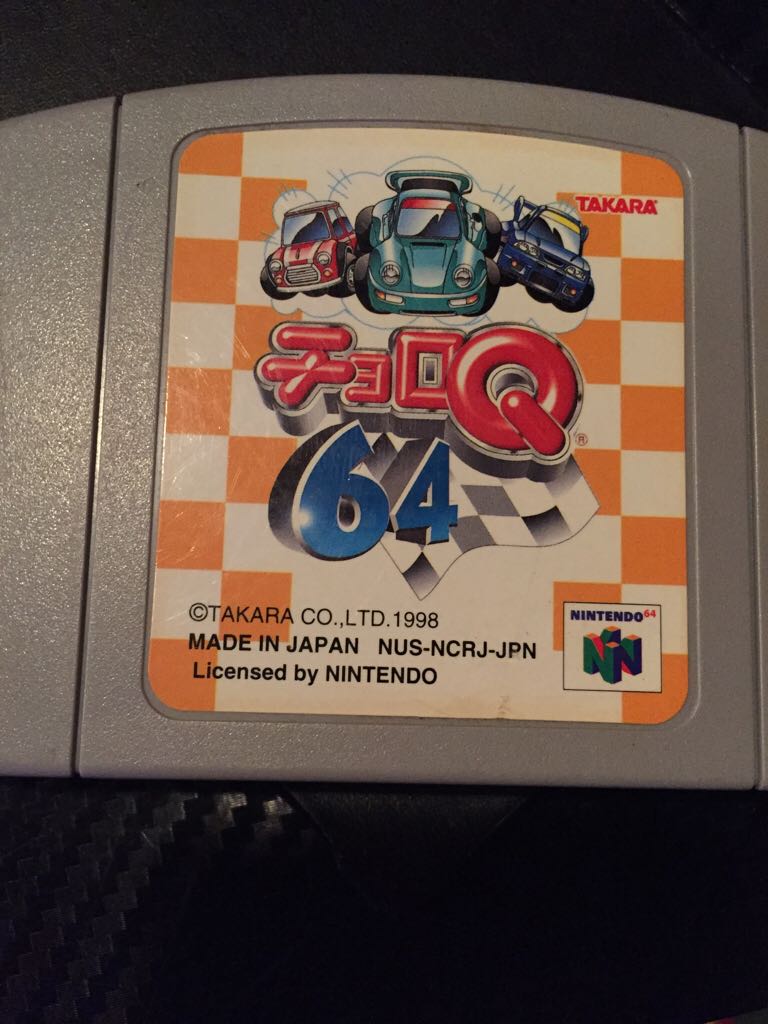 TAKARA
チョロQ®
64
©TAKARA CO.,LTD.1998
MADE IN JAPAN NUS-NCRJ-JPN
Licensed by NINTENDO
NINTENDO64